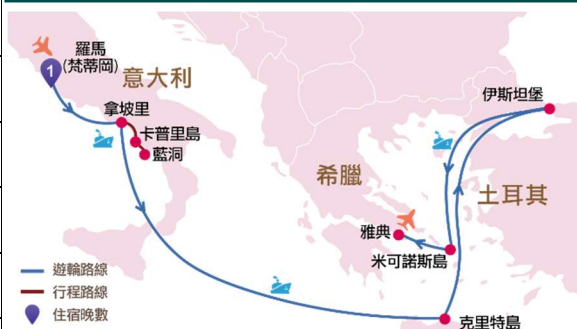 羅馬
(梵蒂岡)
1
意大利
拿坡里
卡普里島
藍洞
伊斯坦堡
希臘
土耳其
雅典
米可諾斯島
克里特島
遊輪路線
行程路線
住宿晚數